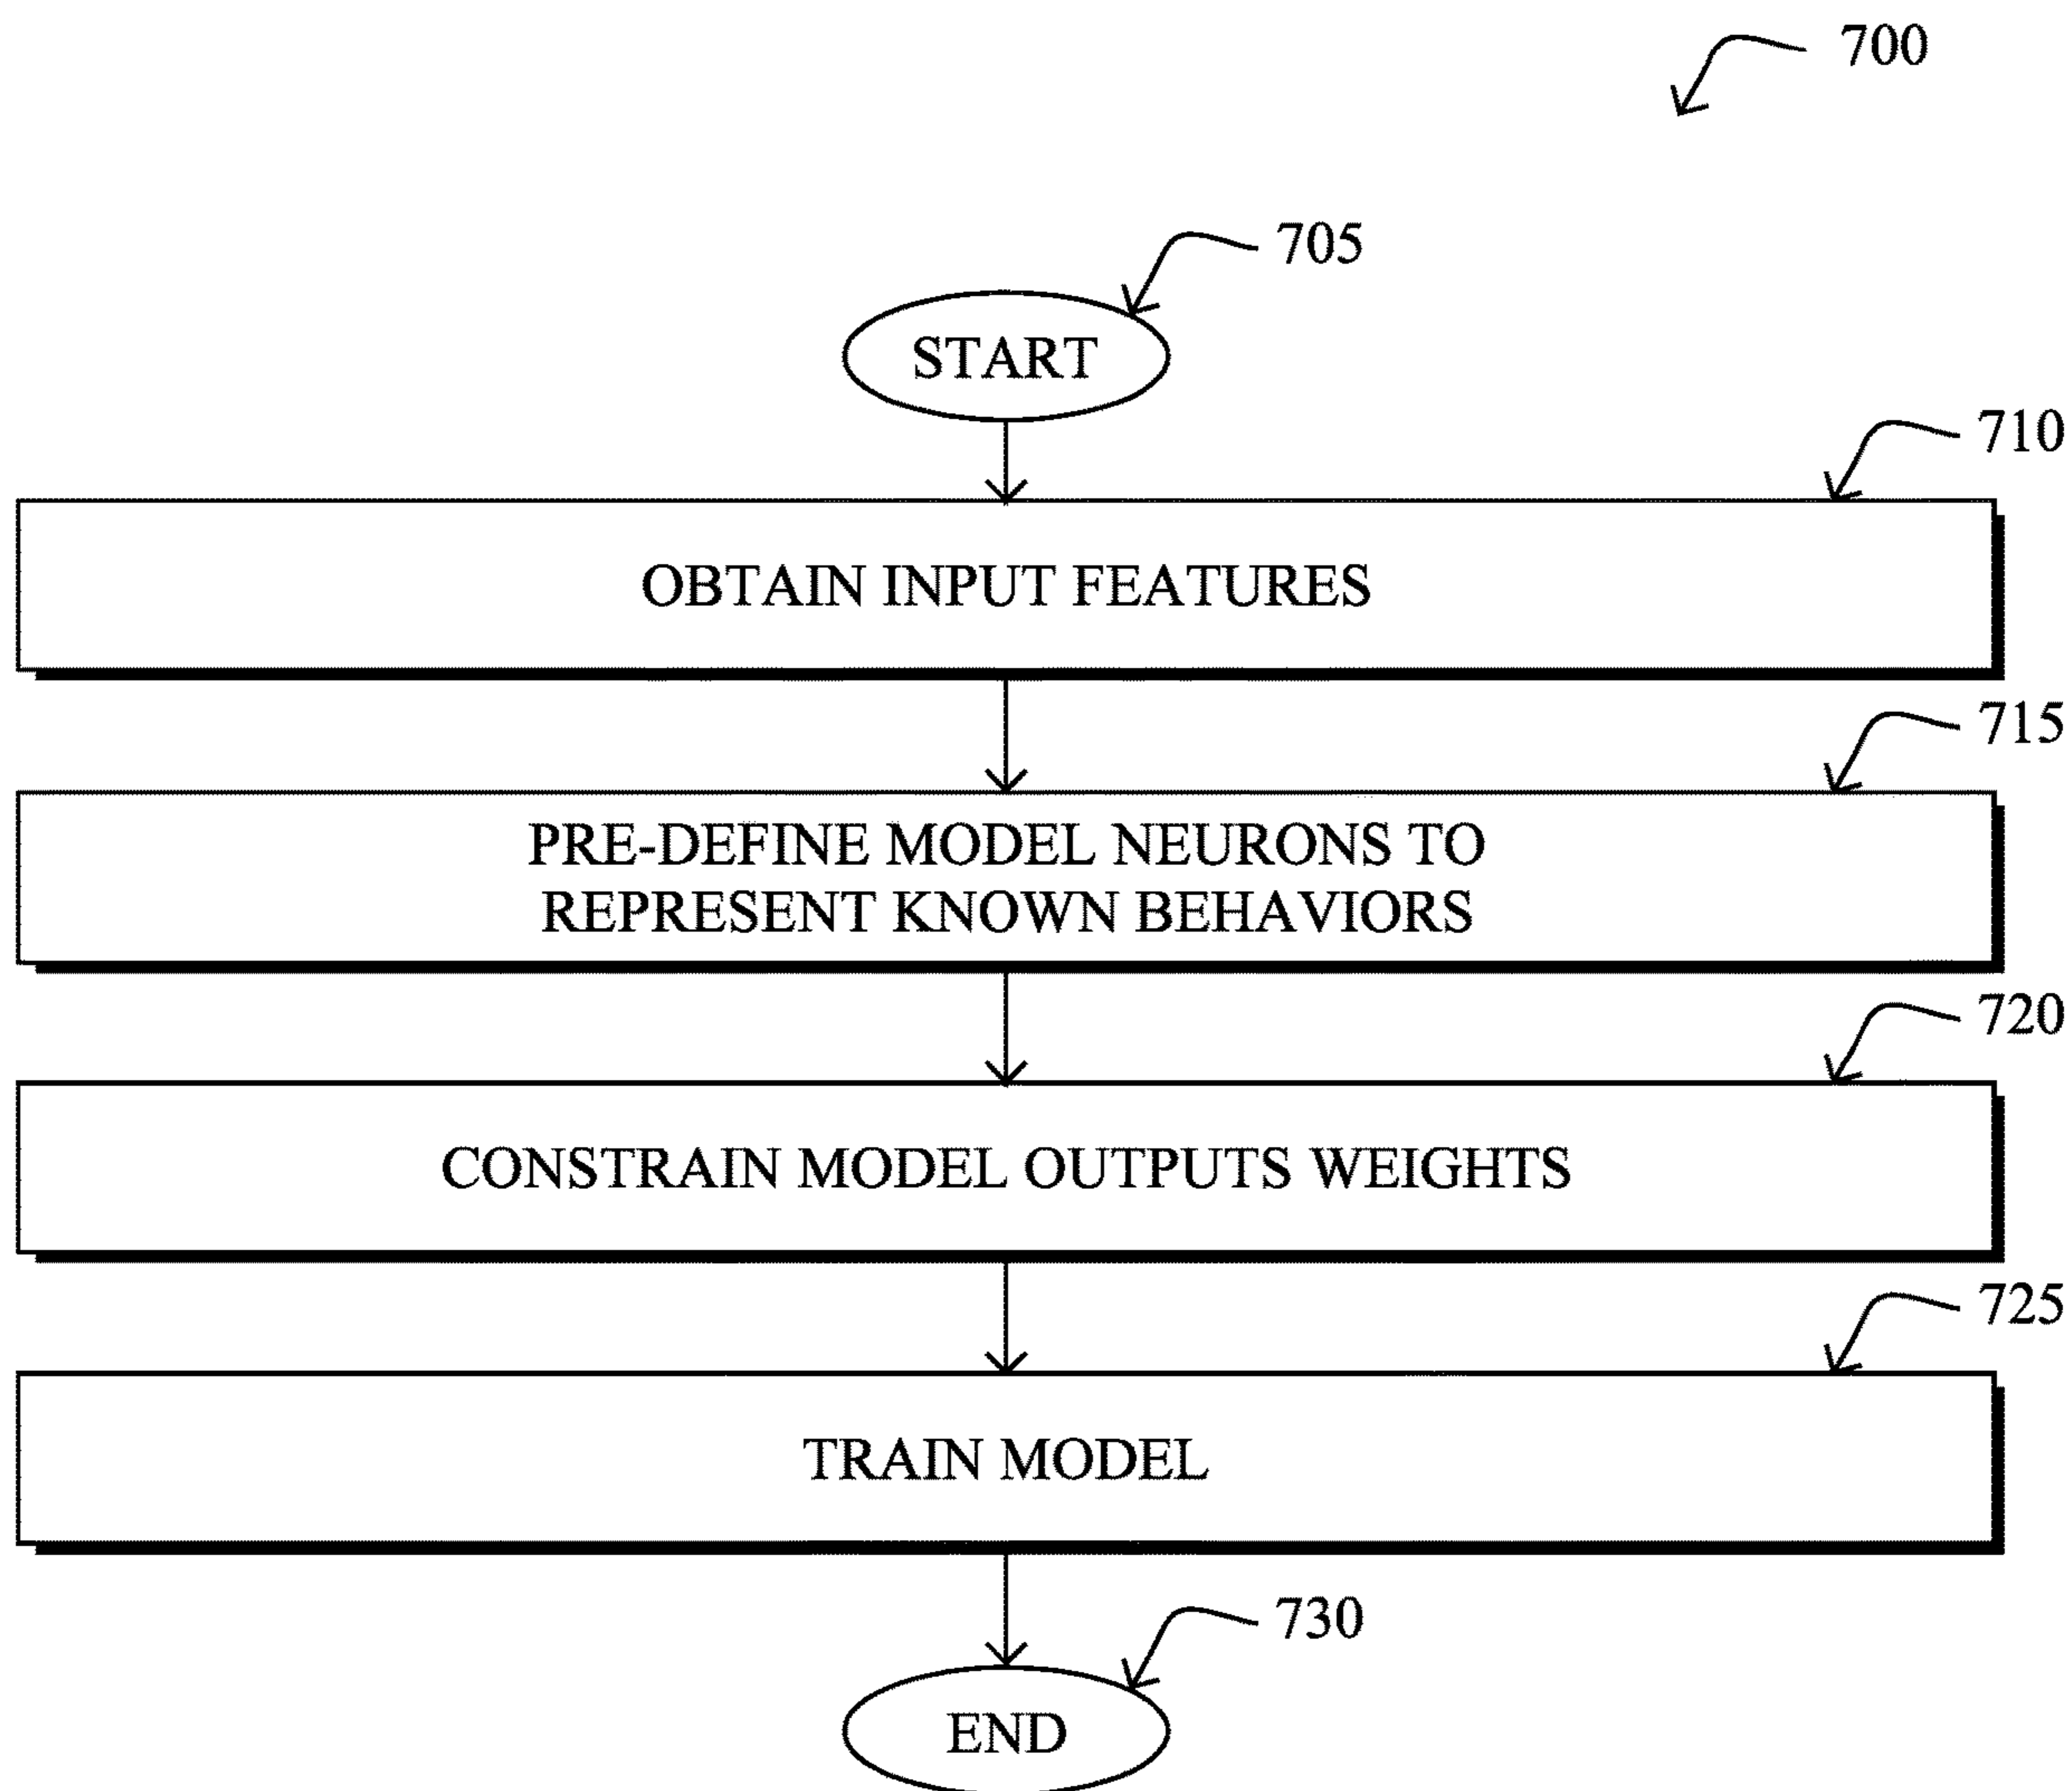 700
705
START
710
OBTAIN INPUT FEATURES
715
PRE-DEFINE MODEL NEURONS TO
REPRESENT KNOWN BEHAVIORS
720
CONSTRAIN MODEL OUTPUTS WEIGHTS
725
TRAIN MODEL
730
END